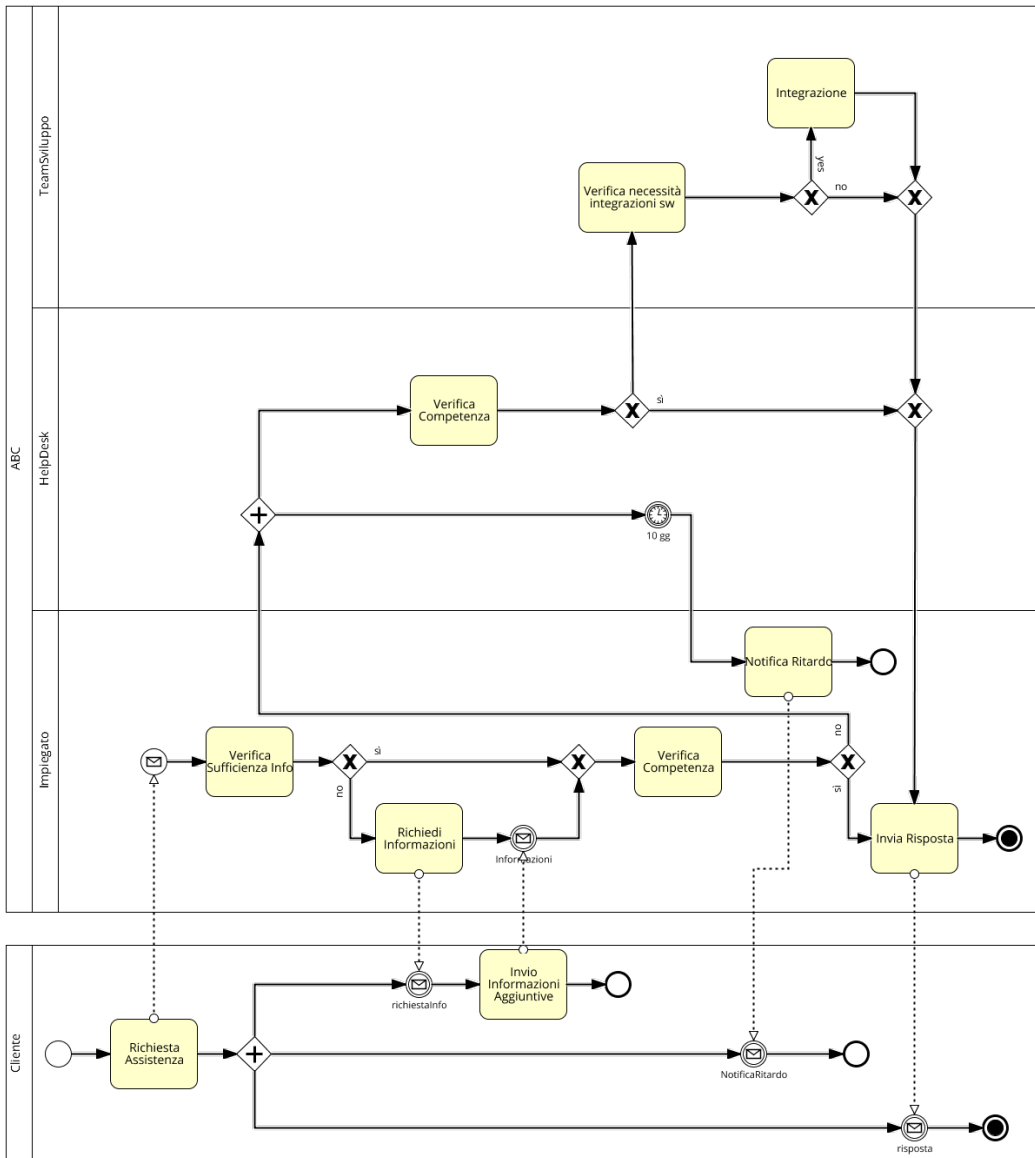 ABC
TeamSviluppo
Integrazione
yes
no
Verifica necessità
integrazioni sw
HelpDesk
Verifica
Competenza
sì
10 gg
Impiegato
Notifica Ritardo
no
Verifica
Sufficienza Info
sì
no
Verifica
Competenza
sì
Richiedi
Informazioni
Informazioni
Invia Risposta
Cliente
Invio
Informazioni
Aggiuntive
richiestaInfo
Richiesta
Assistenza
NotificaRitardo
risposta